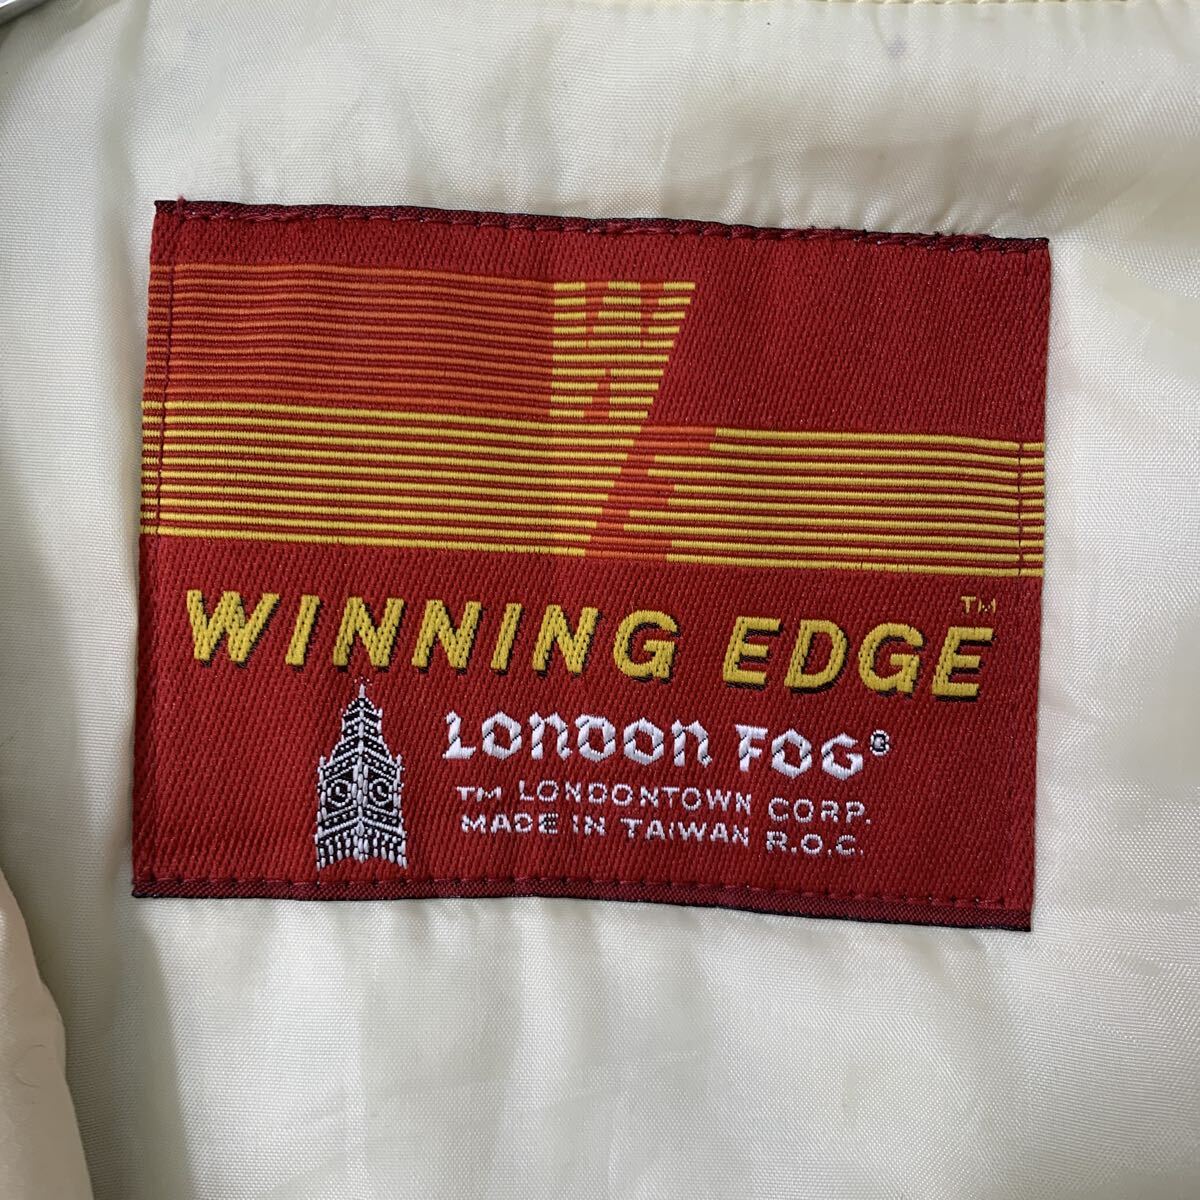 WINNING EDGE™
LONDON FOG®
TM LONDONTOWN CORP.
MADE IN TAIWAN R.O.C.